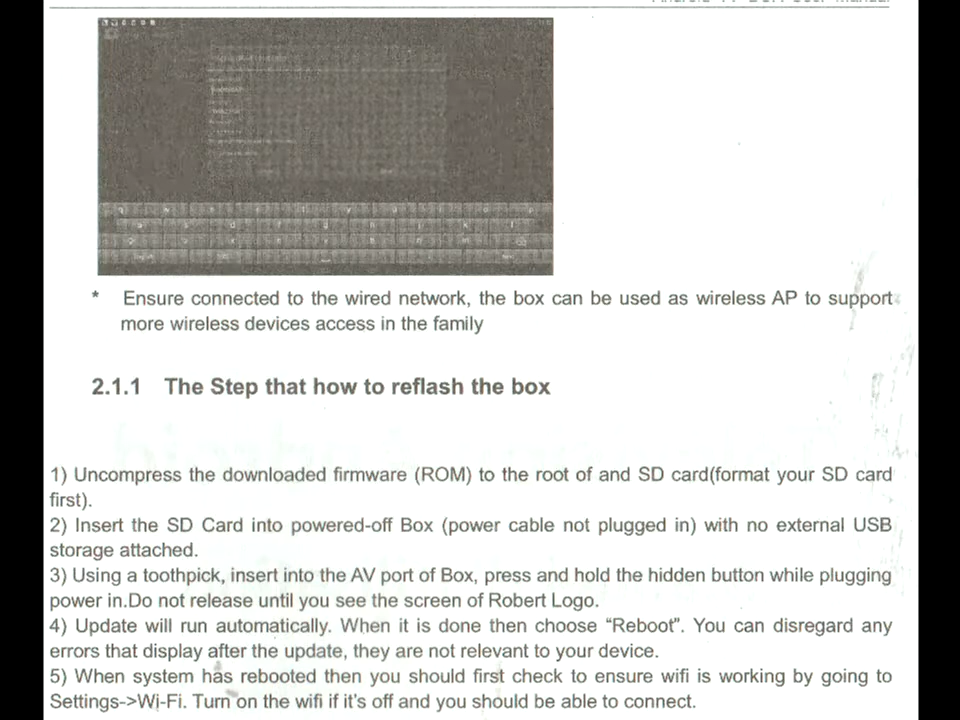 * Ensure connected to the wired network, the box can be used as wireless AP to support
more wireless devices access in the family
2.1.1 The Step that how to reflash the box
1) Uncompress the downloaded firmware (ROM) to the root of and SD card(format your SD card
first).
2) Insert the SD Card into powered-off Box (power cable not plugged in) with no external USB
storage attached.
3) Using a toothpick, insert into the AV port of Box, press and hold the hidden button while plugging
power in.Do not release until you see the screen of Robert Logo.
4) Update will run automatically. When it is done then choose “Reboot”. You can disregard any
errors that display after the update, they are not relevant to your device.
5) When system has rebooted then you should first check to ensure wifi is working by going to
Settings->Wi-Fi. Turn on the wifi if it's off and you should be able to connect.